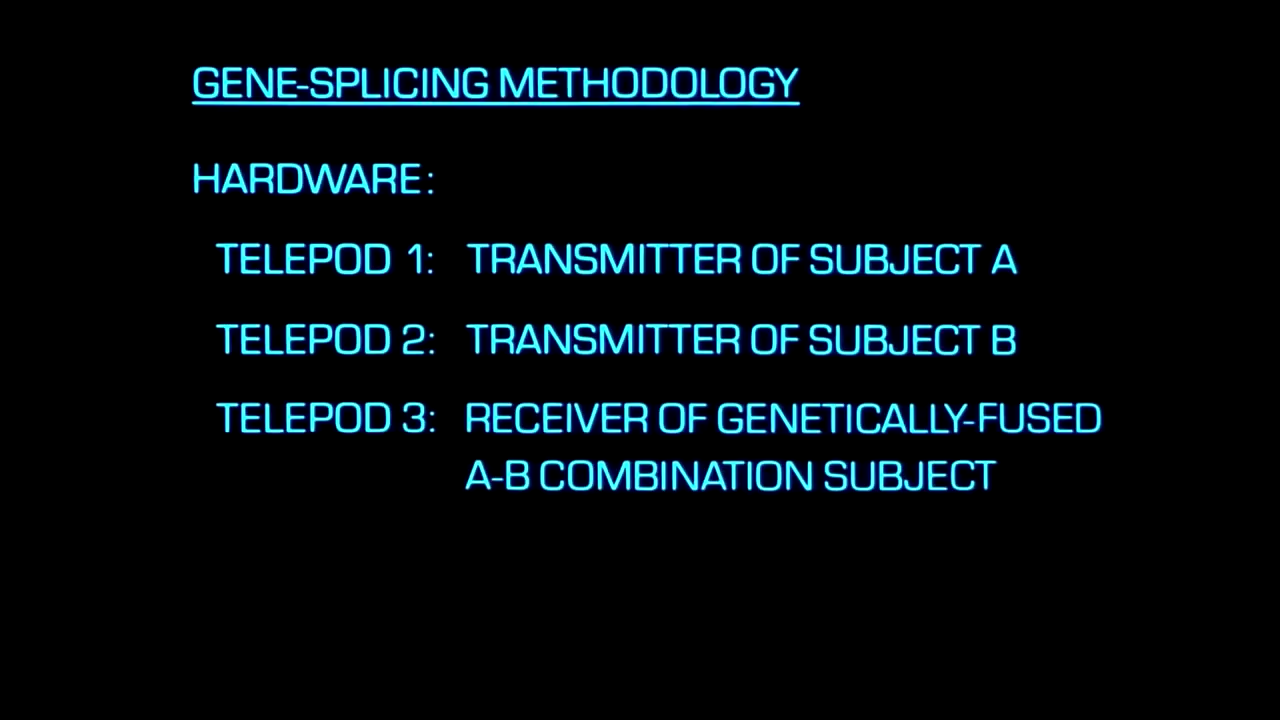 GENE-SPLICING METHODOLOGY
HARDWARE:
TELEPOD 1: TRANSMITTER OF SUBJECT A
TELEPOD 2: TRANSMITTER OF SUBJECT B
TELEPOD 3: RECEIVER OF GENETICALLY-FUSED
A-B COMBINATION SUBJECT